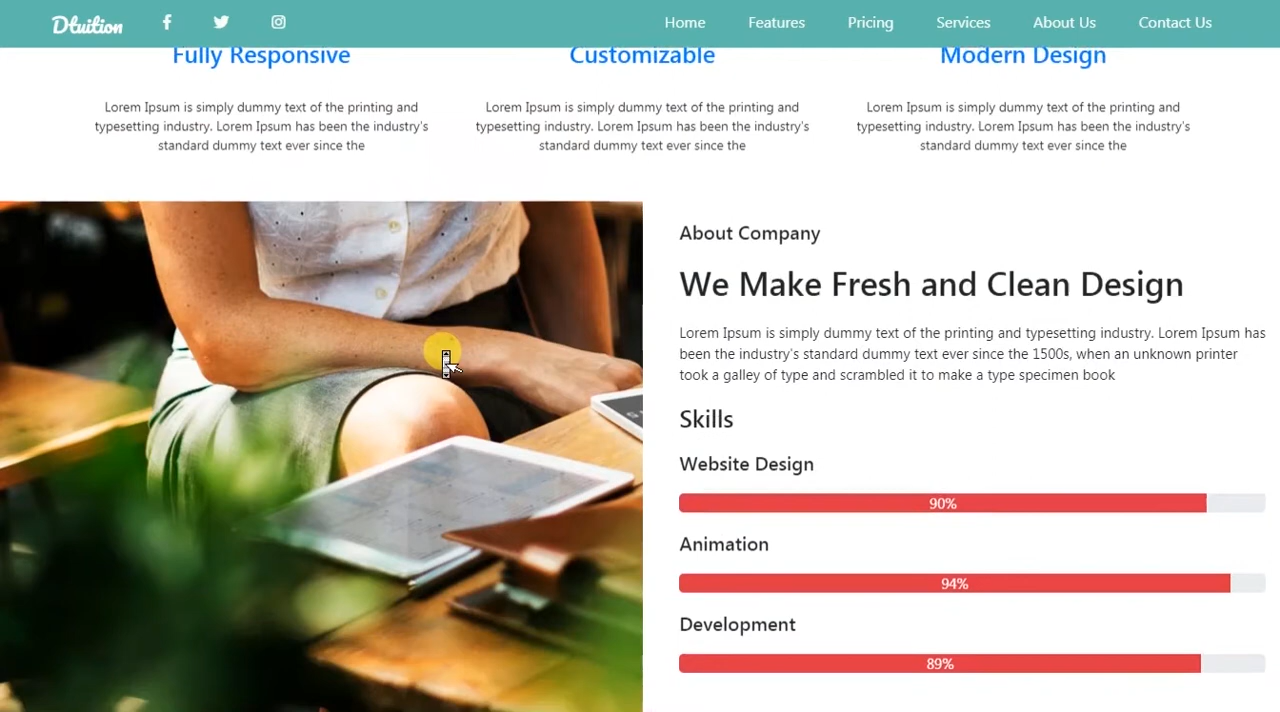 Dtuition
Home Features Pricing Services About Us Contact Us
Fully Responsive
Lorem Ipsum is simply dummy text of the printing and
typesetting industry. Lorem Ipsum has been the industry's
standard dummy text ever since the
Customizable
Lorem Ipsum is simply dummy text of the printing and
typesetting industry. Lorem Ipsum has been the industry's
standard dummy text ever since the
Modern Design
Lorem Ipsum is simply dummy text of the printing and
typesetting industry. Lorem Ipsum has been the industry's
standard dummy text ever since the
About Company
We Make Fresh and Clean Design
Lorem Ipsum is simply dummy text of the printing and typesetting industry. Lorem Ipsum has
been the industry's standard dummy text ever since the 1500s, when an unknown printer
took a galley of type and scrambled it to make a type specimen book
Skills
Website Design
90%
Animation
94%
Development
89%